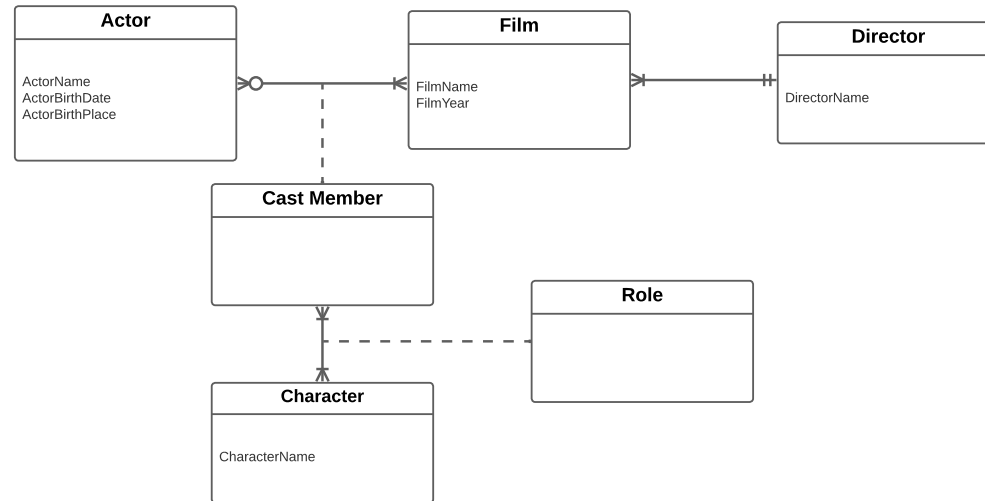 Actor
ActorName
ActorBirthDate
ActorBirthPlace
Film
FilmName
FilmYear
Director
DirectorName
Cast Member
Role
Character
CharacterName